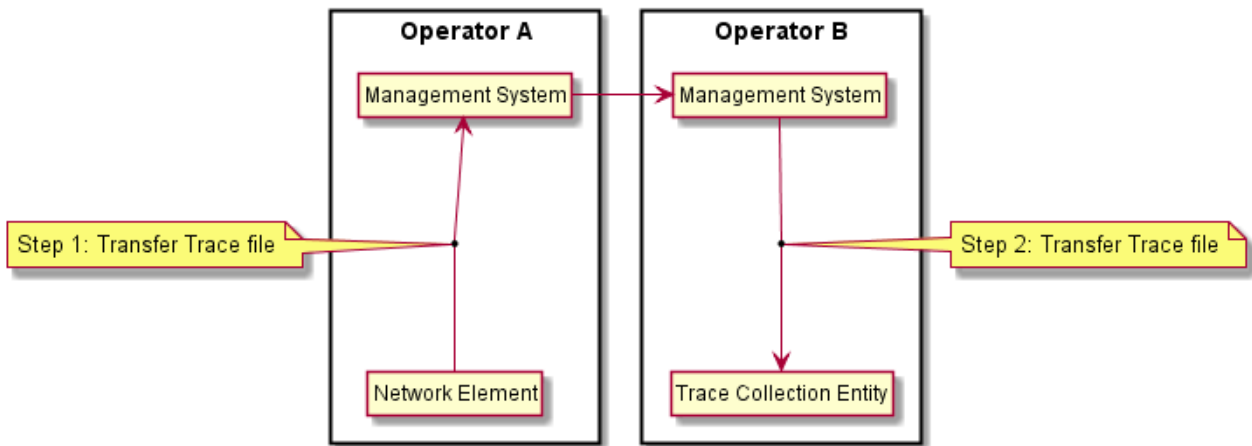 Operator A
Operator B
Management System
Management System
Step 1: Transfer Trace file
Step 2: Transfer Trace file
Network Element
Trace Collection Entity